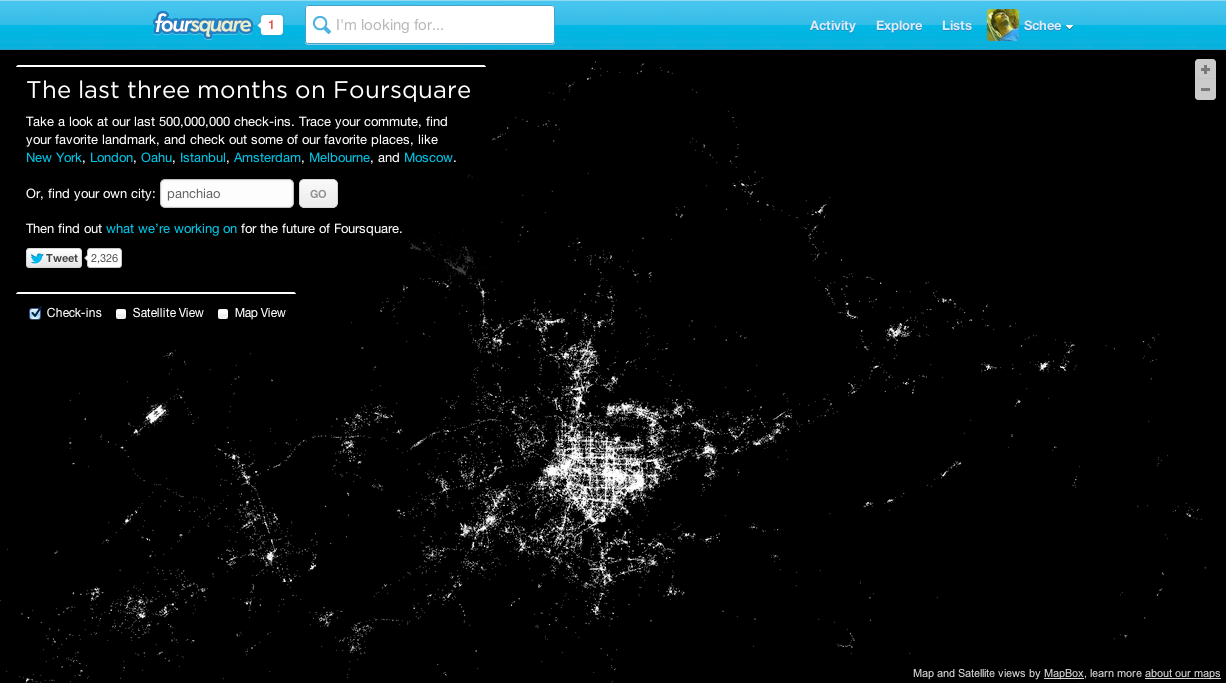 foursquare 1 I'm looking for... Activity Explore Lists Schee
The last three months on Foursquare
Take a look at our last 500,000,000 check-ins. Trace your commute, find
your favorite landmark, and check out some of our favorite places, like
New York, London, Oahu, Istanbul, Amsterdam, Melbourne, and Moscow.
Or, find your own city: panchiao GO
Then find out what we're working on for the future of Foursquare.
Tweet 2,326
Check-ins Satellite View Map View
Map and Satellite views by MapBox, learn more about our maps